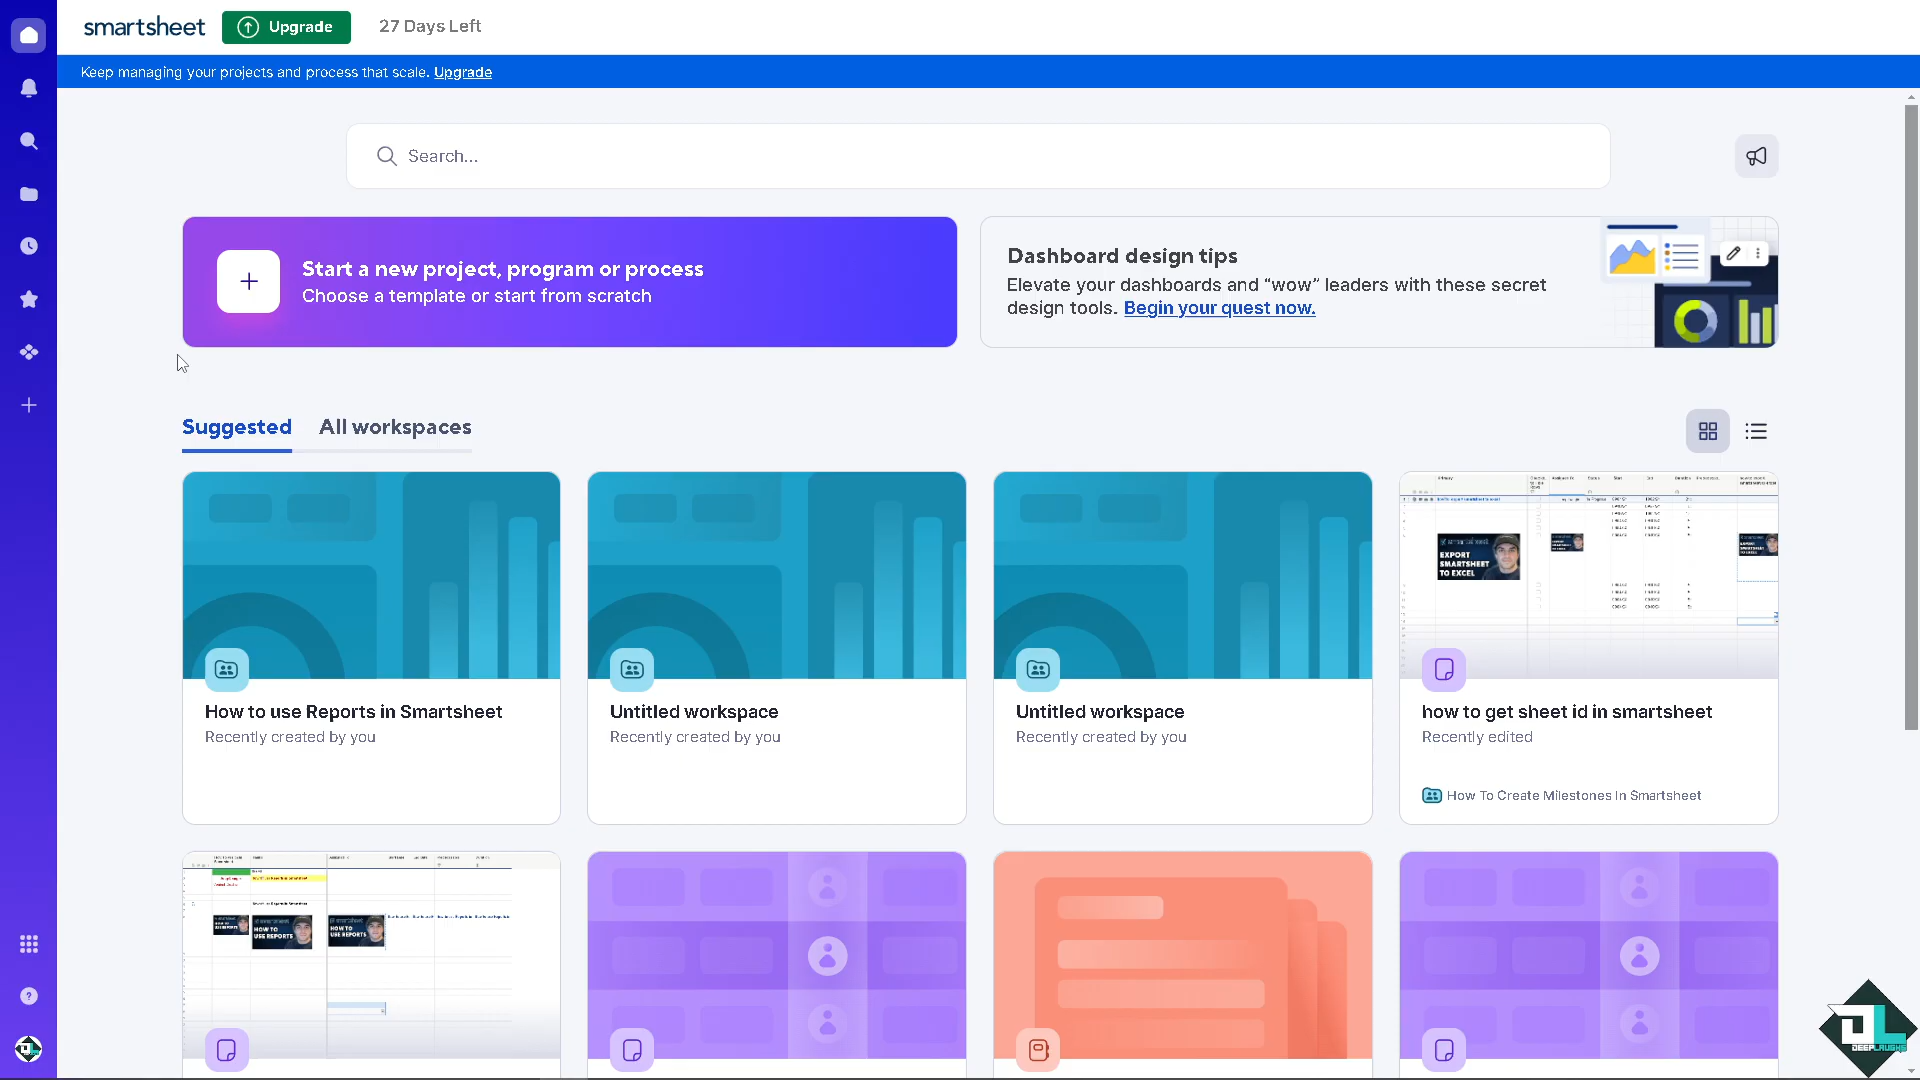 smartsheet
Upgrade
27 Days Left
Keep managing your projects and process that scale. Upgrade
Search...
Start a new project, program or process
Choose a template or start from scratch
Dashboard design tips
Elevate your dashboards and “wow” leaders with these secret
design tools. Begin your quest now.
Suggested
All workspaces
EXPORT
SMARTSHEET
TO EXCEL
How to use Reports in Smartsheet
Recently created by you
Untitled workspace
Recently created by you
Untitled workspace
Recently created by you
how to get sheet id in smartsheet
Recently edited
How To Create Milestones In Smartsheet
HOW TO
USE REPORTS
HOW TO
USE REPORTS
HOW TO
USE REPORTS
DEEPLAUGHS